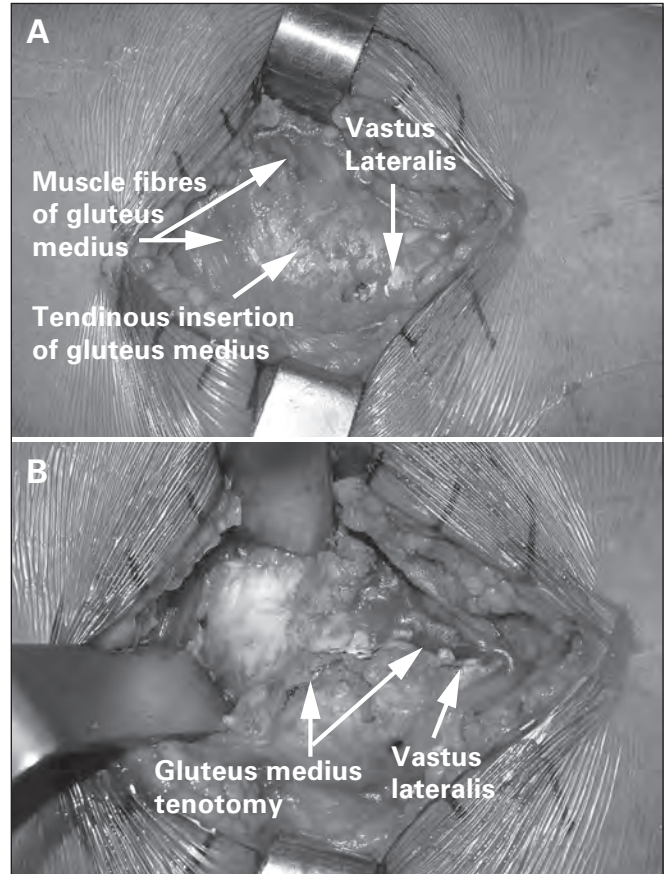 A
Vastus
Lateralis
Muscle fibres
of gluteus
medius
Tendinous insertion
of gluteus medius
B
Gluteus medius
tenotomy
Vastus
lateralis